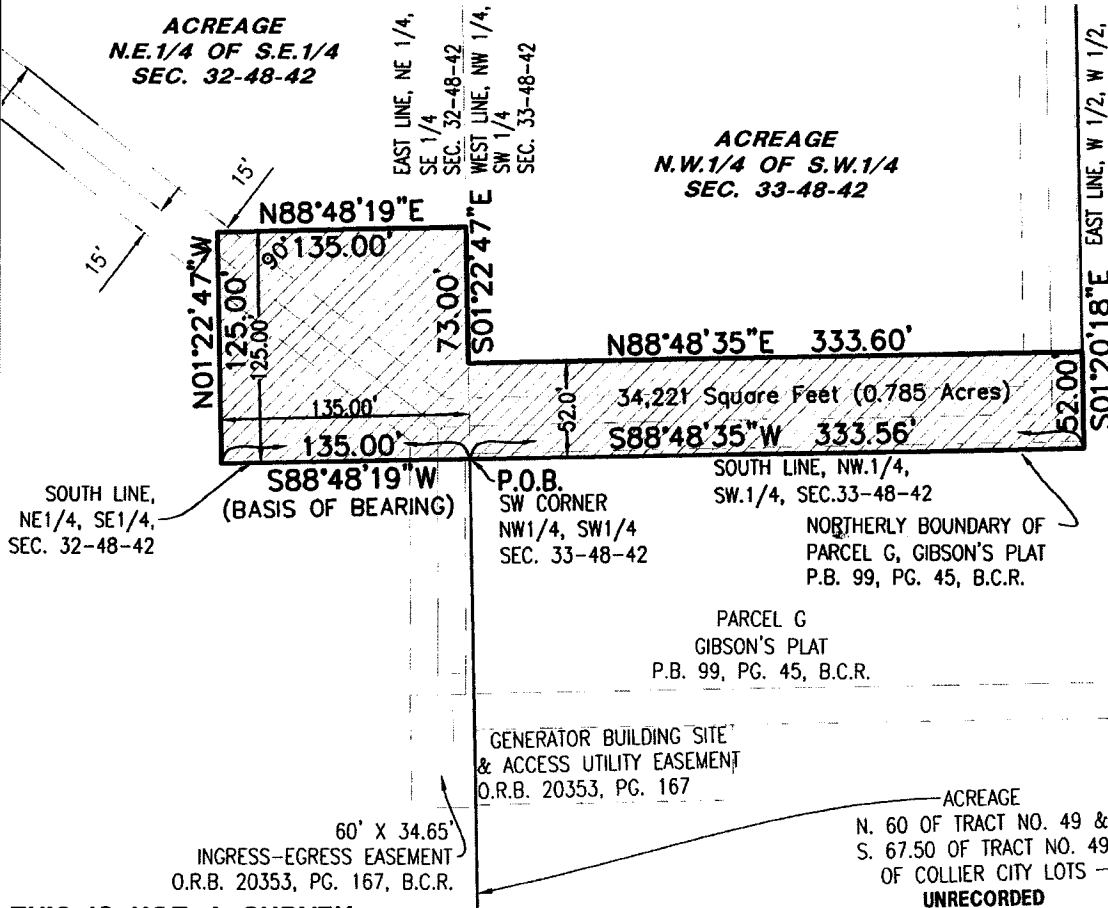 ACREAGE
N.E.1/4 OF S.E.1/4
SEC. 32-48-42
EAST LINE, NE 1/4,
SE 1/4
SEC. 32-48-42
WEST LINE, NW 1/4,
SW 1/4
SEC. 33-48-42
ACREAGE
N.W.1/4 OF S.W.1/4
SEC. 33-48-42
EAST LINE, W 1/2, W 1/2,
15'
15'
N88°48'19"E
135.00'
90'
N01°22'47"W
125.00'
125.00'
73.00'
S01°22'47"E
N88°48'35"E 333.60'
34,221 Square Feet (0.785 Acres)
52.0'
52.00'
S01°20'18"E
135.00'
135.00'
S88°48'35"W 333.56'
S88°48'19"W
(BASIS OF BEARING)
SOUTH LINE,
NE1/4, SE1/4,
SEC. 32-48-42
P.O.B.
SW CORNER
NW1/4, SW1/4
SEC. 33-48-42
SOUTH LINE, NW.1/4,
SW.1/4, SEC.33-48-42
NORTHERLY BOUNDARY OF
PARCEL G, GIBSON'S PLAT
P.B. 99, PG. 45, B.C.R.
PARCEL G
GIBSON'S PLAT
P.B. 99, PG. 45, B.C.R.
GENERATOR BUILDING SITE
& ACCESS UTILITY EASEMENT
O.R.B. 20353, PG. 167
60' X 34.65'
INGRESS-EGRESS EASEMENT
O.R.B. 20353, PG. 167, B.C.R.
ACREAGE
N. 60 OF TRACT NO. 49 &
S. 67.50 OF TRACT NO. 49
OF COLLIER CITY LOTS
UNRECORDED